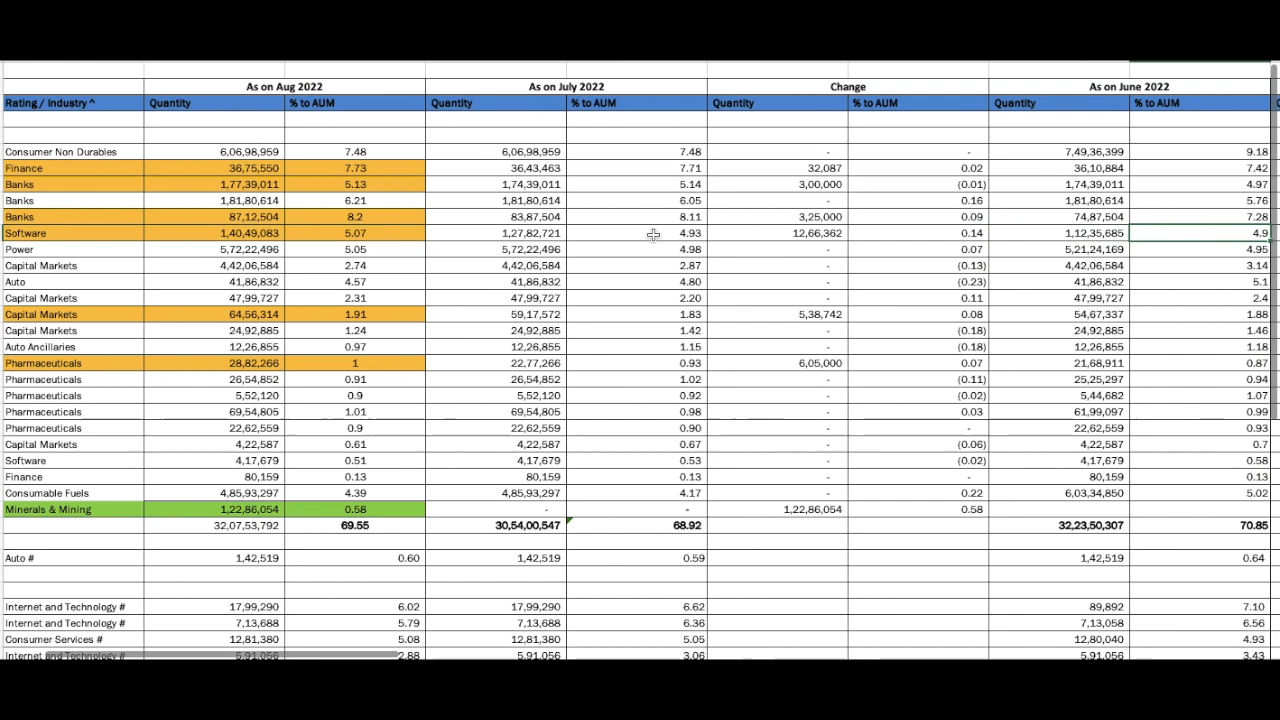 As on Aug 2022 As on July 2022 Change As on June 2022
Rating / Industry ^ Quantity % to AUM Quantity % to AUM Quantity % to AUM Quantity % to AUM
Consumer Non Durables 6,06,98,959 7.48 6,06,98,959 7.48 - - 7,49,36,399 9.18
Finance 36,75,550 7.73 36,43,463 7.71 32,087 0.02 36,10,884 7.42
Banks 1,77,39,011 5.13 1,74,39,011 5.14 3,00,000 (0.01) 1,74,39,011 4.97
Banks 1,81,80,614 6.21 1,81,80,614 6.05 - 0.16 1,81,80,614 5.76
Banks 87,12,504 8.2 83,87,504 8.11 3,25,000 0.09 74,87,504 7.28
Software 1,40,49,083 5.07 1,27,82,721 4.93 12,66,362 0.14 1,12,35,685 4.9
Power 5,72,22,496 5.05 5,72,22,496 4.98 - 0.07 5,21,24,169 4.95
Capital Markets 4,42,06,584 2.74 4,42,06,584 2.87 - (0.13) 4,42,06,584 3.14
Auto 41,86,832 4.57 41,86,832 4.80 - (0.23) 41,86,832 5.1
Capital Markets 47,99,727 2.31 47,99,727 2.20 - 0.11 47,99,727 2.4
Capital Markets 64,56,314 1.91 59,17,572 1.83 5,38,742 0.08 54,67,337 1.88
Capital Markets 24,92,885 1.24 24,92,885 1.42 - (0.18) 24,92,885 1.46
Auto Ancillaries 12,26,855 0.97 12,26,855 1.15 - (0.18) 12,26,855 1.18
Pharmaceuticals 28,82,266 1 22,77,266 0.93 6,05,000 0.07 21,68,911 0.87
Pharmaceuticals 26,54,852 0.91 26,54,852 1.02 - (0.11) 25,25,297 0.94
Pharmaceuticals 5,52,120 0.9 5,52,120 0.92 - (0.02) 5,44,682 1.07
Pharmaceuticals 69,54,805 1.01 69,54,805 0.98 - 0.03 61,99,097 0.99
Pharmaceuticals 22,62,559 0.9 22,62,559 0.90 - - 22,62,559 0.93
Capital Markets 4,22,587 0.61 4,22,587 0.67 - (0.06) 4,22,587 0.7
Software 4,17,679 0.51 4,17,679 0.53 - (0.02) 4,17,679 0.58
Finance 80,159 0.13 80,159 0.13 - - 80,159 0.13
Consumable Fuels 4,85,93,297 4.39 4,85,93,297 4.17 - 0.22 6,03,34,850 5.02
Minerals & Mining 1,22,86,054 0.58 - - 1,22,86,054 0.58
32,07,53,792 69.55 30,54,00,547 68.92 32,23,50,307 70.85
Auto # 1,42,519 0.60 1,42,519 0.59 1,42,519 0.64
Internet and Technology # 17,99,290 6.02 17,99,290 6.62 89,892 7.10
Internet and Technology # 7,13,688 5.79 7,13,688 6.36 7,13,058 6.56
Consumer Services # 12,81,380 5.08 12,81,380 5.05 12,80,040 4.93
Internet and Technology # 5,91,056 2.88 5,91,056 3.06 5,91,056 3.43